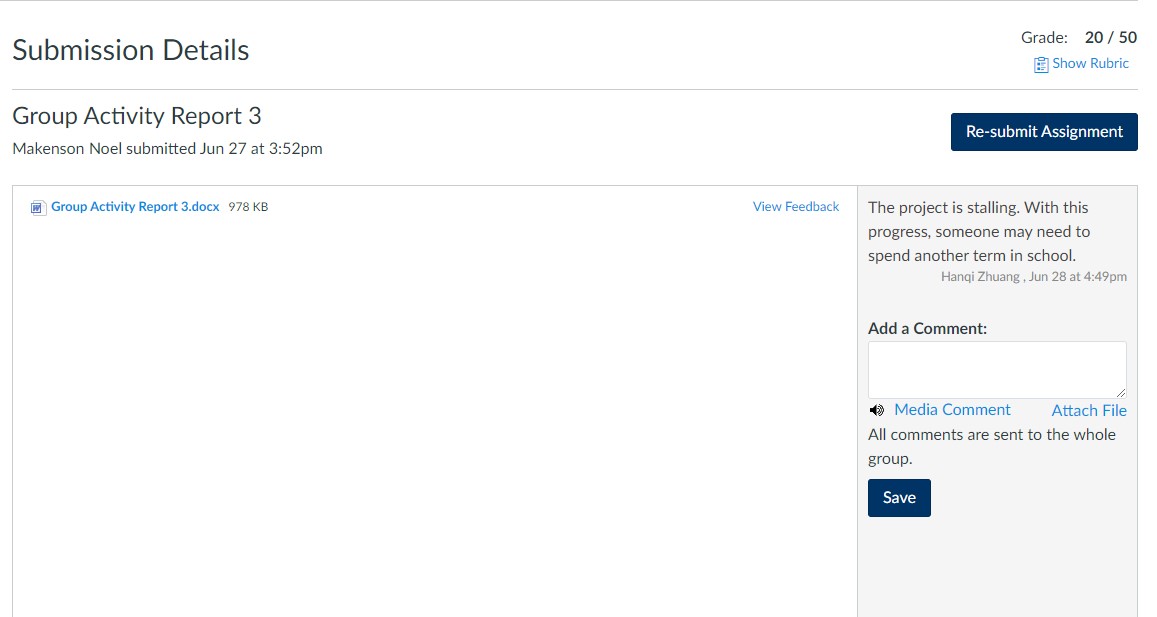 Submission Details
Grade: 20 / 50
Show Rubric
Group Activity Report 3
Makenson Noel submitted Jun 27 at 3:52pm
Re-submit Assignment
Group Activity Report 3.docx 978 KB
View Feedback
The project is stalling. With this
progress, someone may need to
spend another term in school.
Hanqi Zhuang , Jun 28 at 4:49pm
Add a Comment:
Media Comment
Attach File
All comments are sent to the whole
group.
Save